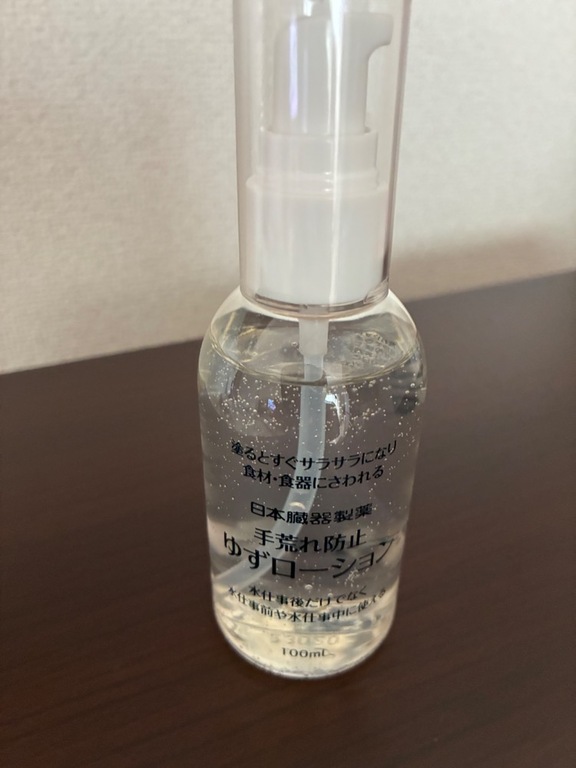 塗るとすぐサラサラになり
食材・食器にさわれる
日本臓器製薬
手荒れ防止
ゆずローション
水仕事後だけでなく
水仕事前や水仕事中に使える
100mL